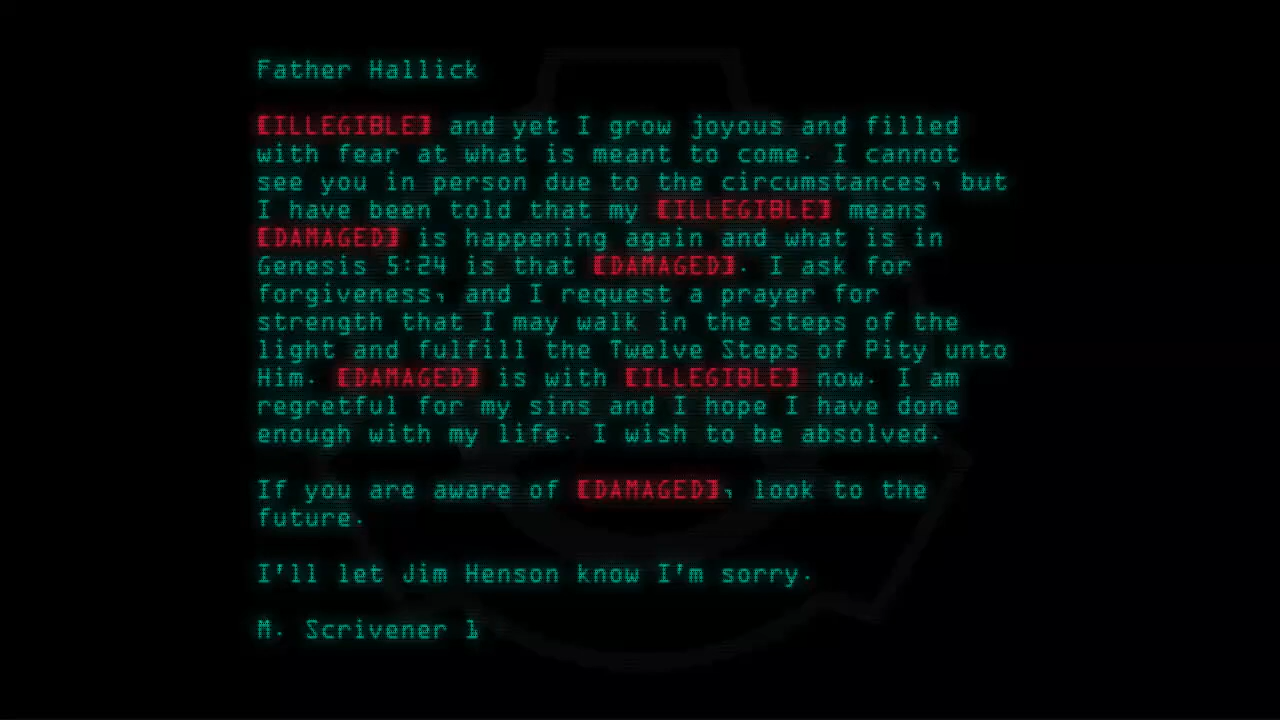 Father Hallick
[ILLEGIBLE] and yet I grow joyous and filled
with fear at what is meant to come. I cannot
see you in person due to the circumstances, but
I have been told that my [ILLEGIBLE] means
[DAMAGED] is happening again and what is in
Genesis 5:24 is that [DAMAGED]. I ask for
forgiveness, and I request a prayer for
strength that I may walk in the steps of the
light and fulfill the Twelve Steps of Pity unto
Him. [DAMAGED] is with [ILLEGIBLE] now. I am
regretful for my sins and I hope I have done
enough with my life. I wish to be absolved.
If you are aware of [DAMAGED], look to the
future.
I'll let Jim Henson know I'm sorry.
M. Scrivener 1